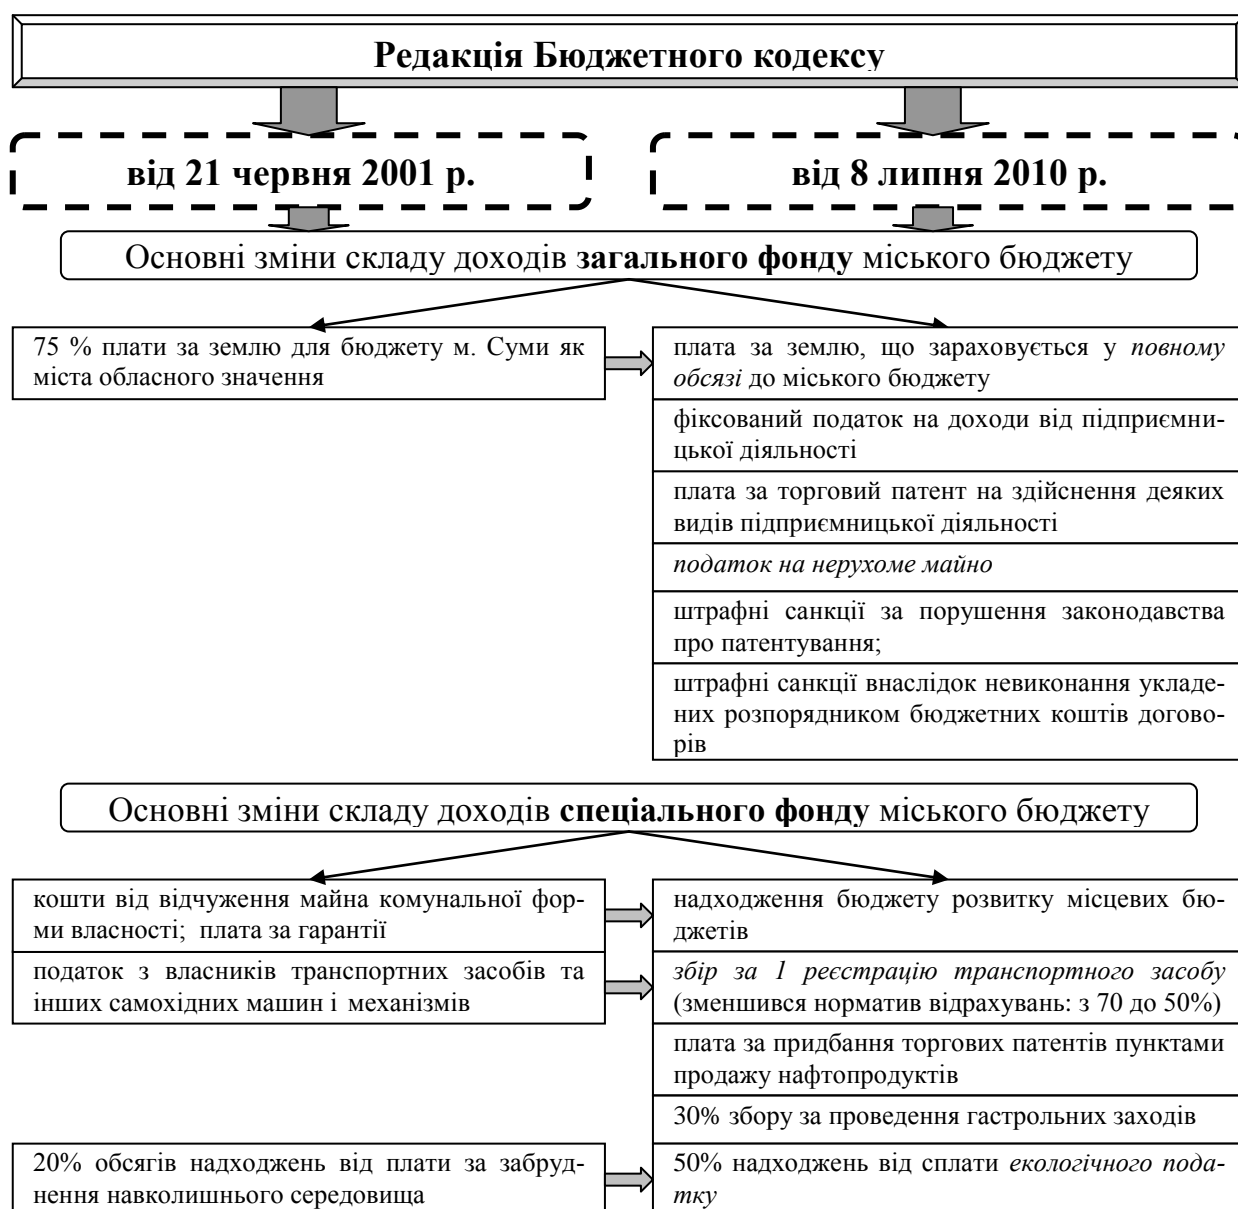 Редакція Бюджетного кодексу
від 21 червня 2001 р.
від 8 липня 2010 р.
Основні зміни складу доходів загального фонду міського бюджету
75 % плати за землю для бюджету м. Суми як
міста обласного значення
плата за землю, що зараховується у повному
обсязі до міського бюджету
фіксований податок на доходи від підприємни-
цької діяльності
плата за торговий патент на здійснення деяких
видів підприємницької діяльності
податок на нерухоме майно
штрафні санкції за порушення законодавства
про патентування;
штрафні санкції внаслідок невиконання укладе-
них розпорядником бюджетних коштів догово-
рів
Основні зміни складу доходів спеціального фонду міського бюджету
кошти від відчуження майна комунальної фор-
ми власності; плата за гарантії
надходження бюджету розвитку місцевих бю-
джетів
податок з власників транспортних засобів та
інших самохідних машин і механізмів
збір за 1 реєстрацію транспортного засобу
(зменшився норматив відрахувань: з 70 до 50%)
плата за придбання торгових патентів пунктами
продажу нафтопродуктів
30% збору за проведення гастрольних заходів
20% обсягів надходжень від плати за забруд-
нення навколишнього середовища
50% надходжень від сплати екологічного пода-
тку